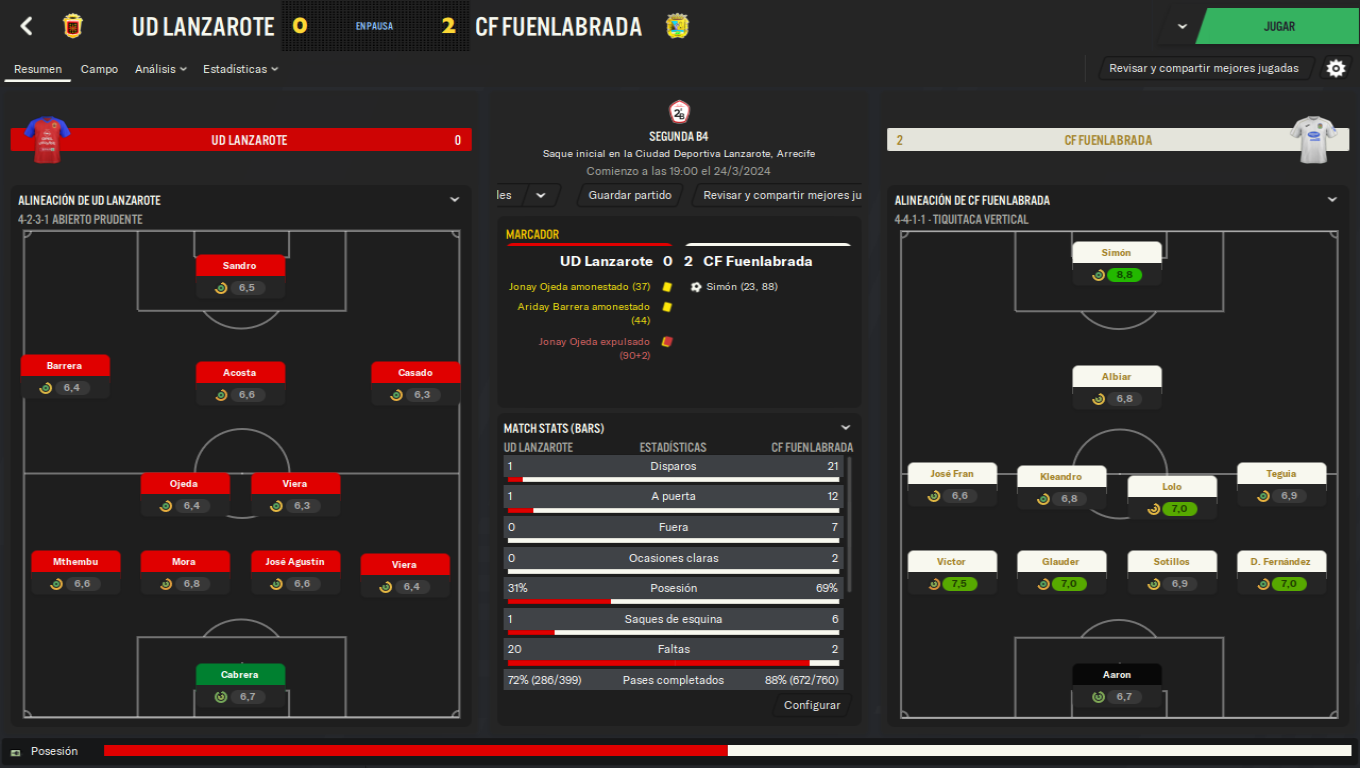 UD LANZAROTE
0
EN PAUSA
2
CF FUENLABRADA
JUGAR
Resumen
Campo
Análisis
Estadísticas
Revisar y compartir mejores jugadas
UD LANZAROTE
0
2B
SEGUNDA B4
Saque inicial en la Ciudad Deportiva Lanzarote, Arrecife
Comienzo a las 19:00 el 24/3/2024
les
Guardar partido
Revisar y compartir mejores ju
2
CF FUENLABRADA
ALINEACIÓN DE UD LANZAROTE
4-2-3-1 ABIERTO PRUDENTE
Sandro
6,5
Barrera
6,4
Acosta
6,6
Casado
6,3
Ojeda
6,4
Viera
6,3
Mthembu
6,6
Mora
6,8
José Agustín
6,6
Viera
6,4
Cabrera
6,7
MARCADOR
UD Lanzarote 0 2 CF Fuenlabrada
Jonay Ojeda amonestado (37)
Simón (23, 88)
Ariday Barrera amonestado
(44)
Jonay Ojeda expulsado
(90+2)
MATCH STATS (BARS)
UD LANZAROTE ESTADÍSTICAS CF FUENLABRADA
1 Disparos 21
1 A puerta 12
0 Fuera 7
0 Ocasiones claras 2
31% Posesión 69%
1 Saques de esquina 6
20 Faltas 2
72% (286/399) Pases completados 88% (672/760)
Configurar
ALINEACIÓN DE CF FUENLABRADA
4-4-1-1 - TIQUITACA VERTICAL
Simón
8,8
Albiar
6,8
José Fran
6,6
Kleandro
6,8
Lolo
7,0
Teguia
6,9
Víctor
7,5
Glauder
7,0
Sotillos
6,9
D. Fernández
7,0
Aaron
6,7
Posesión